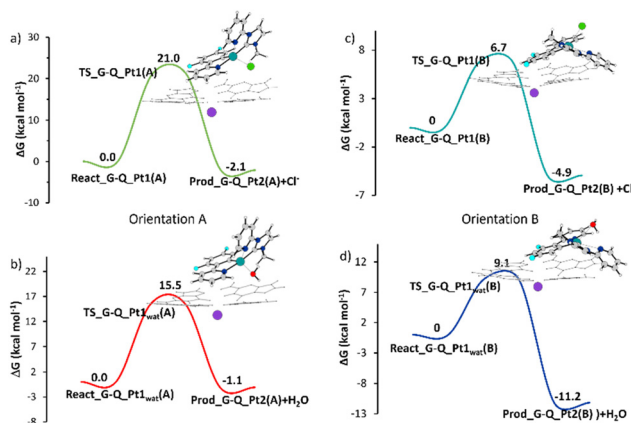 a)
ΔG (kcal mol⁻¹)
30
20
10
0
-10
21.0
TS_G-Q_Pt1(A)
0.0
React_G-Q_Pt1(A)
-2.1
Prod_G-Q_Pt2(A)+Cl⁻
Orientation A
c)
ΔG (kcal mol⁻¹)
8
3
-2
-7
6.7
TS_G-Q_Pt1(B)
0
React_G-Q_Pt1(B)
-4.9
Prod_G-Q_Pt2(B) +Cl
Orientation B
b)
ΔG (kcal mol⁻¹)
22
17
12
7
2
-3
-8
15.5
TS_G-Q_Pt1wat(A)
0.0
React_G-Q_Pt1wat(A)
-1.1
Prod_G-Q_Pt2(A)+H₂O
d)
ΔG (kcal mol⁻¹)
12
7
2
-3
-8
-13
9.1
TS_G-Q_Pt1wat(B)
0
React_G-Q_Pt1wat(B)
-11.2
Prod_G-Q_Pt2(B) )+H₂O